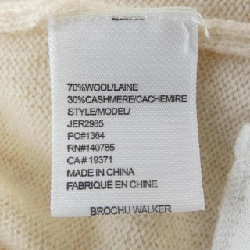 70%WOOL/LAINE
30%CASHMERE/CACHEMIRE
STYLE/MODEL/
JER2985
PO#1364
RN#140785
CA# 19371
MADE IN CHINA
FABRIQUE EN CHINE
BROCHU WALKER